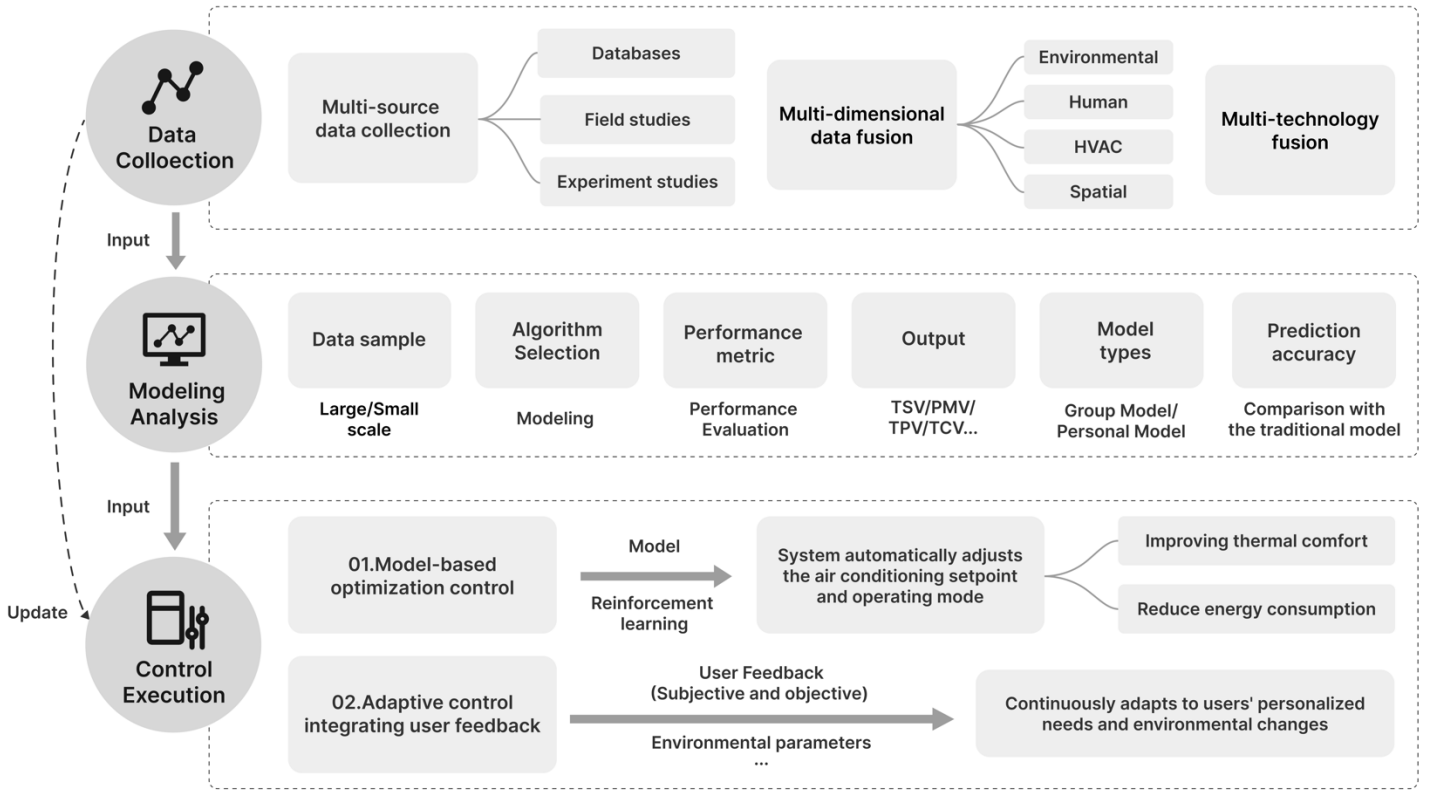 Data
Colloection
Multi-source
data collection
Databases
Field studies
Experiment studies
Multi-dimensional
data fusion
Environmental
Human
HVAC
Spatial
Multi-technology
fusion
Input
Modeling
Analysis
Data sample
Large/Small
scale
Algorithm
Selection
Modeling
Performance
metric
Performance
Evaluation
Output
TSV/PMV/
TPV/TCV...
Model
types
Group Model/
Personal Model
Prediction
accuracy
Comparison with
the traditional model
Input
Update
Control
Execution
01.Model-based
optimization control
Model
Reinforcement
learning
System automatically adjusts
the air conditioning setpoint
and operating mode
Improving thermal comfort
Reduce energy consumption
02.Adaptive control
integrating user feedback
User Feedback
(Subjective and objective)
Environmental parameters
...
Continuously adapts to users' personalized
needs and environmental changes